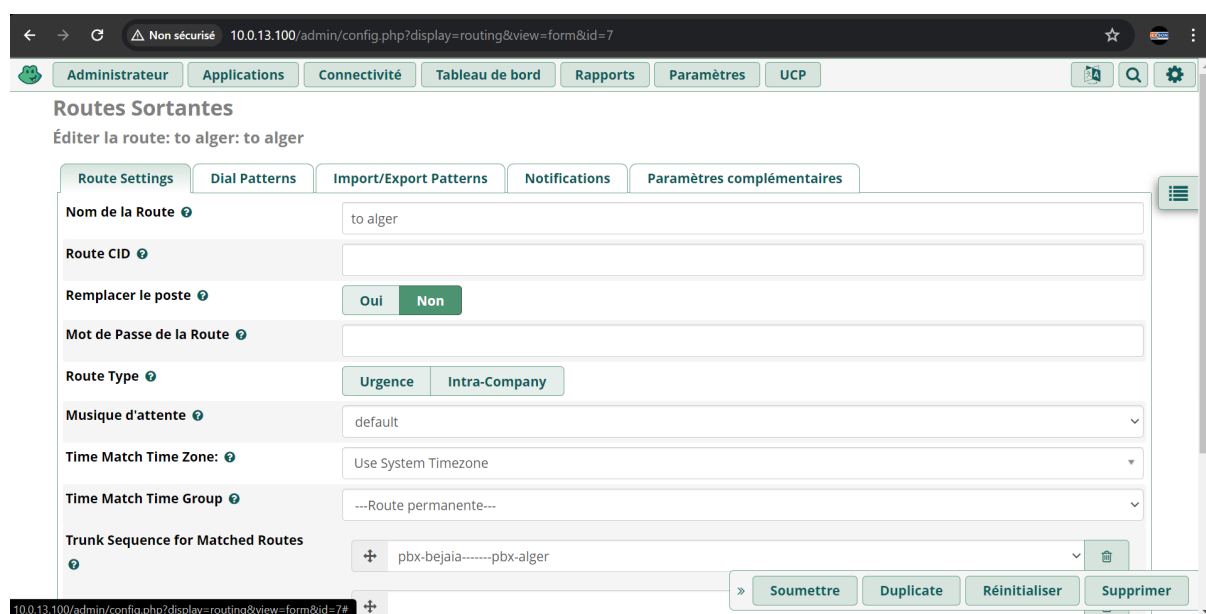 Non sécurisé 10.0.13.100/admin/config.php?display=routing&view=form&id=7
Administrateur Applications Connectivité Tableau de bord Rapports Paramètres UCP
Routes Sortantes
Éditer la route: to alger: to alger
Route Settings Dial Patterns Import/Export Patterns Notifications Paramètres complémentaires
Nom de la Route to alger
Route CID
Remplacer le poste Oui Non
Mot de Passe de la Route
Route Type Urgence Intra-Company
Musique d'attente default
Time Match Time Zone: Use System Timezone
Time Match Time Group ---Route permanente---
Trunk Sequence for Matched Routes
pbx-bejaia-------pbx-alger
» Soumettre Duplicate Réinitialiser Supprimer
10.0.13.100/admin/config.php?display=routing&view=form&id=7#